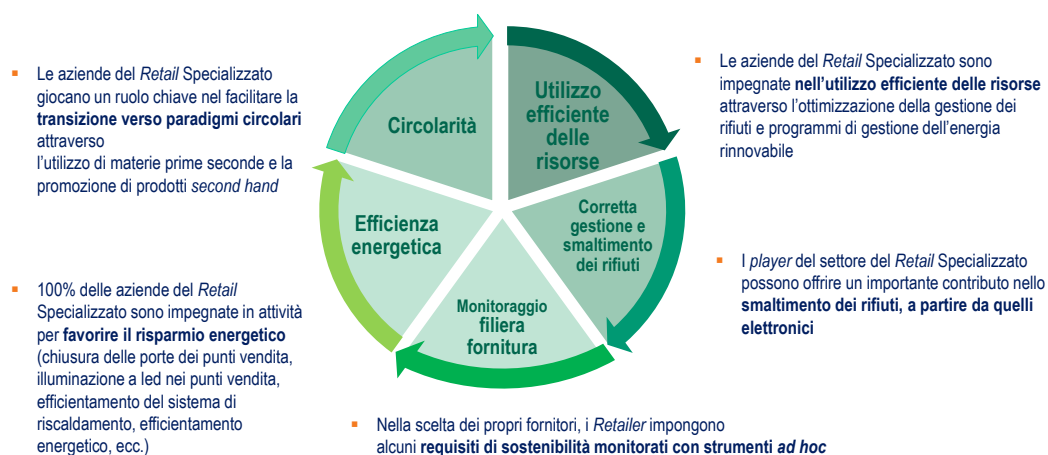 Circolarità
Utilizzo
efficiente
delle
risorse
Corretta
gestione e
smaltimento
dei rifiuti
Monitoraggio
filiera
fornitura
Efficienza
energetica
▪ Le aziende del Retail Specializzato
giocano un ruolo chiave nel facilitare la
transizione verso paradigmi circolari
attraverso
l’utilizzo di materie prime seconde e la
promozione di prodotti second hand
▪ Le aziende del Retail Specializzato sono
impegnate nell’utilizzo efficiente delle risorse
attraverso l’ottimizzazione della gestione dei
rifiuti e programmi di gestione dell’energia
rinnovabile
▪ I player del settore del Retail Specializzato
possono offrire un importante contributo nello
smaltimento dei rifiuti, a partire da quelli
elettronici
▪ 100% delle aziende del Retail
Specializzato sono impegnate in attività
per favorire il risparmio energetico
(chiusura delle porte dei punti vendita,
illuminazione a led nei punti vendita,
efficientamento del sistema di
riscaldamento, efficientamento
energetico, ecc.)
▪ Nella scelta dei propri fornitori, i Retailer impongono
alcuni requisiti di sostenibilità monitorati con strumenti ad hoc